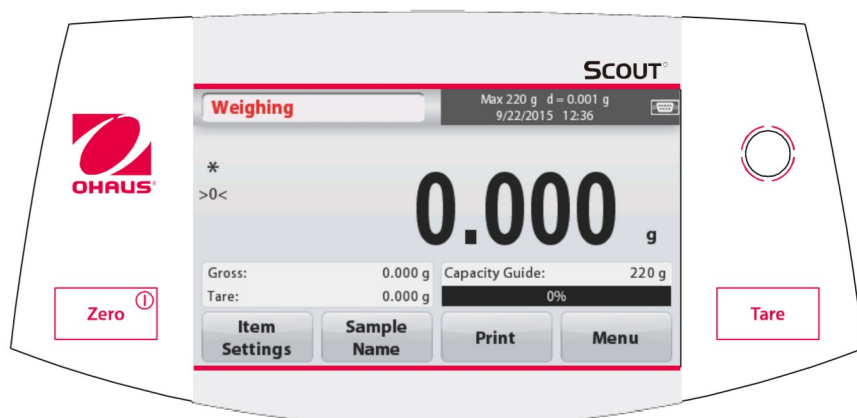 SCOUT
Weighing
Max 220 g d = 0.001 g
9/22/2015 12:36
OHAUS
*
>0<
0.000 g
Gross: 0.000 g
Capacity Guide: 220 g
Tare: 0.000 g
0%
Zero
Tare
Item
Settings
Sample
Name
Print
Menu